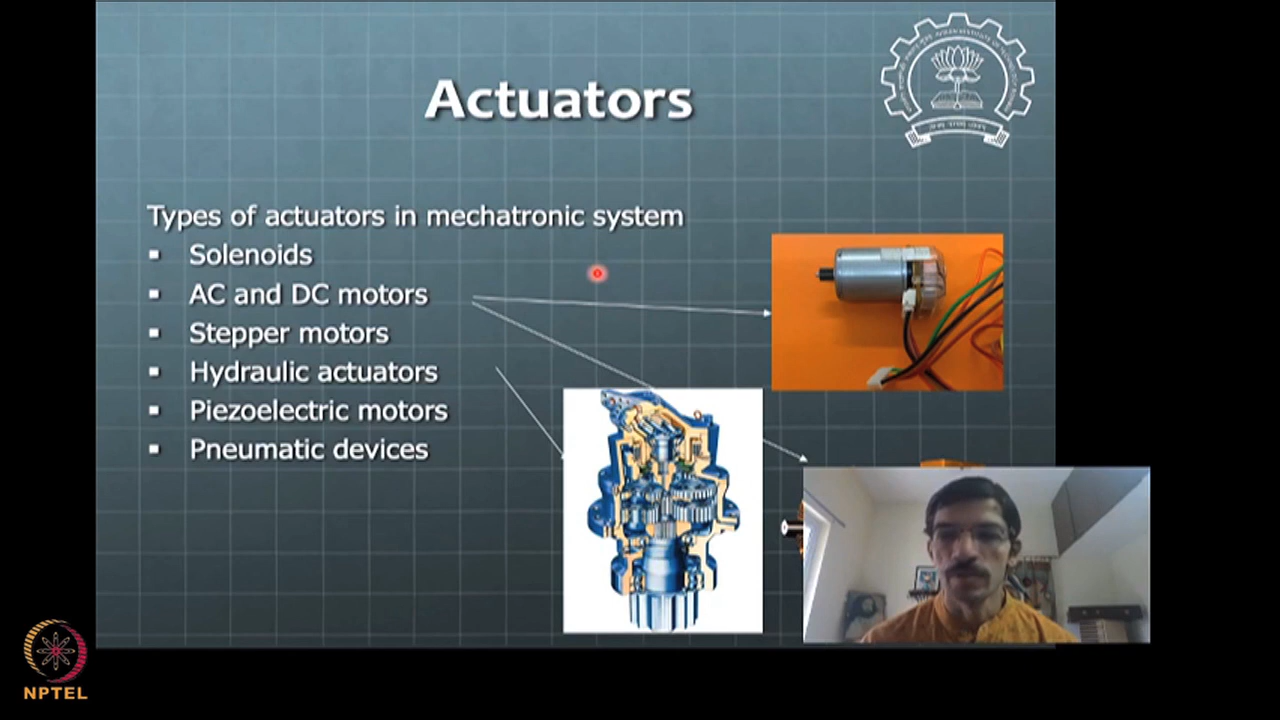 Actuators
Types of actuators in mechatronic system
▪ Solenoids
▪ AC and DC motors
▪ Stepper motors
▪ Hydraulic actuators
▪ Piezoelectric motors
▪ Pneumatic devices
NPTEL